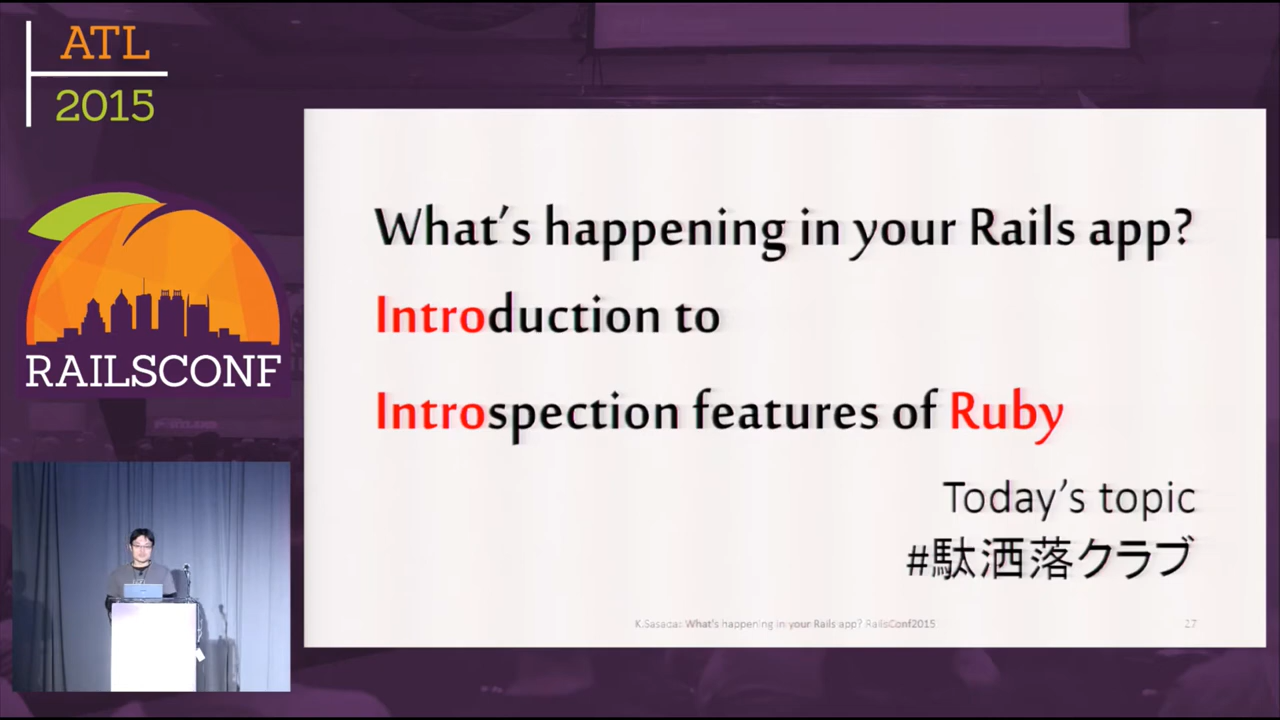 ATL
2015
RAILSCONF
What's happening in your Rails app?
Introduction to
Introspection features of Ruby
Today's topic
#駄洒落クラブ
K.Sasada: What's happening in your Rails app? RailsConf2015
27